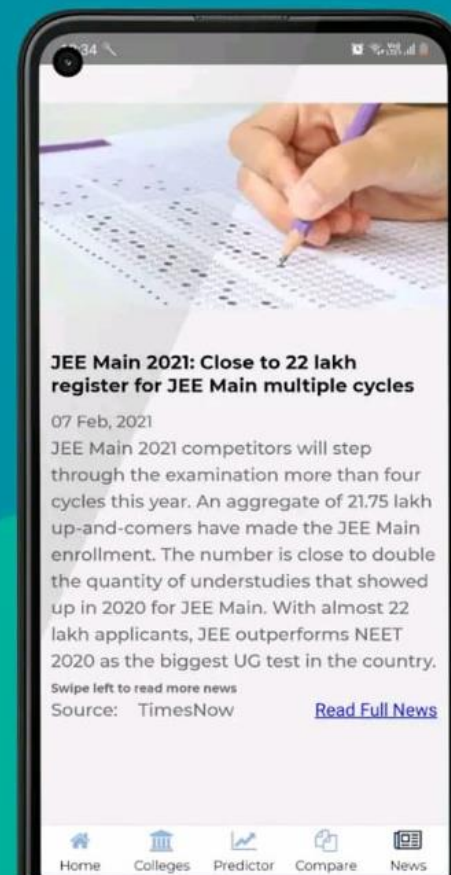 JEE Main 2021: Close to 22 lakh
register for JEE Main multiple cycles
07 Feb, 2021
JEE Main 2021 competitors will step
through the examination more than four
cycles this year. An aggregate of 21.75 lakh
up-and-comers have made the JEE Main
enrollment. The number is close to double
the quantity of understudies that showed
up in 2020 for JEE Main. With almost 22
lakh applicants, JEE outperforms NEET
2020 as the biggest UG test in the country.
Swipe left to read more news
Source: TimesNow Read Full News
Home Colleges Predictor Compare News